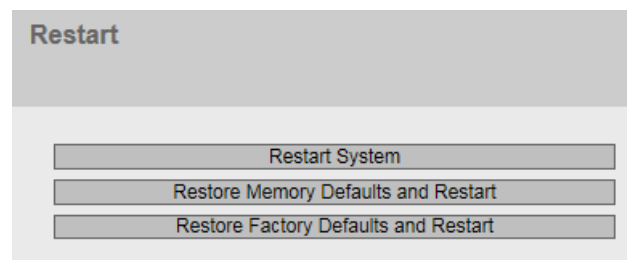 Restart
Restart System
Restore Memory Defaults and Restart
Restore Factory Defaults and Restart